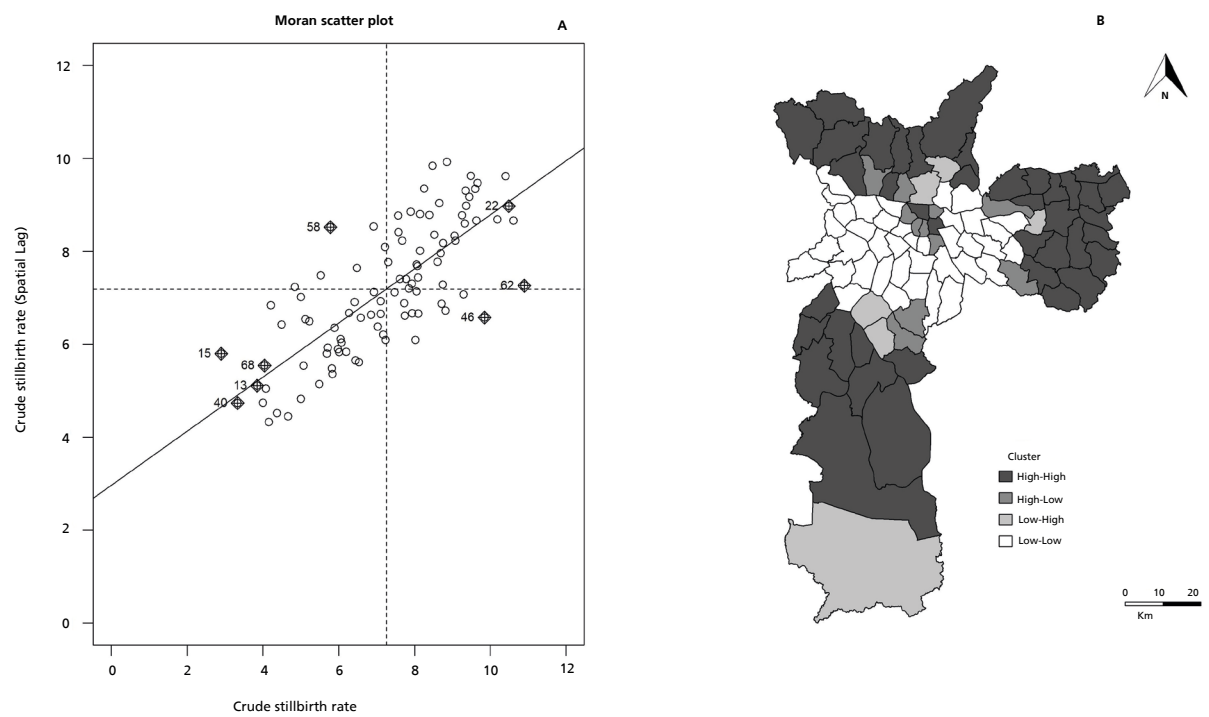 Moran scatter plot
A
B
12
10
8
6
4
2
0
Crude stillbirth rate (Spatial Lag)
58
22
62
46
15
68
13
40
0 2 4 6 8 10 12
Crude stillbirth rate
N
Cluster
High-High
High-Low
Low-High
Low-Low
0 10 20
Km